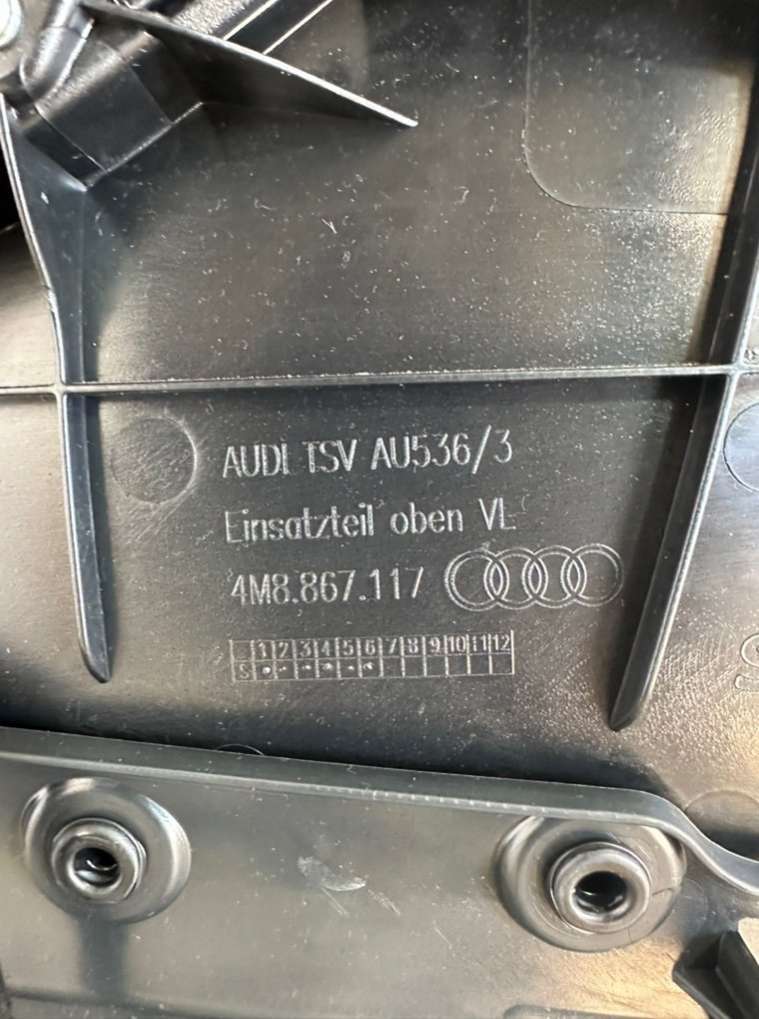 AUDI TSV AU536/3
Einsatzteil oben VL
4M8.867.117
1 2 3 4 5 6 7 8 9 10 11 12
S